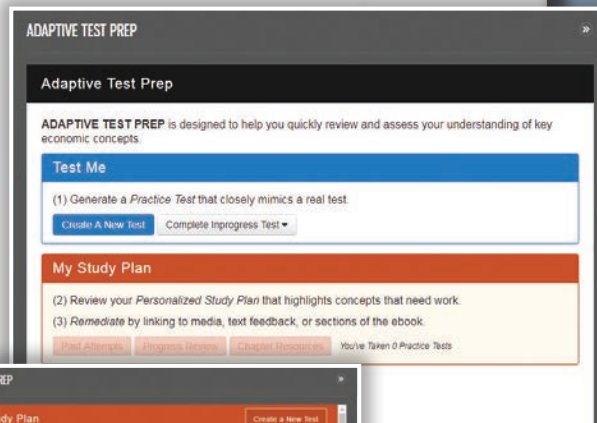 ADAPTIVE TEST PREP
»
Adaptive Test Prep
ADAPTIVE TEST PREP is designed to help you quickly review and assess your understanding of key
economic concepts.
Test Me
(1) Generate a Practice Test that closely mimics a real test.
Create A New Test Complete Inprogress Test
My Study Plan
(2) Review your Personalized Study Plan that highlights concepts that need work.
(3) Remediate by linking to media, text feedback, or sections of the ebook.
Past Attempts Progress Review Chapter Resources You've Taken 0 Practice Tests
REP »
udy Plan Create a New Test